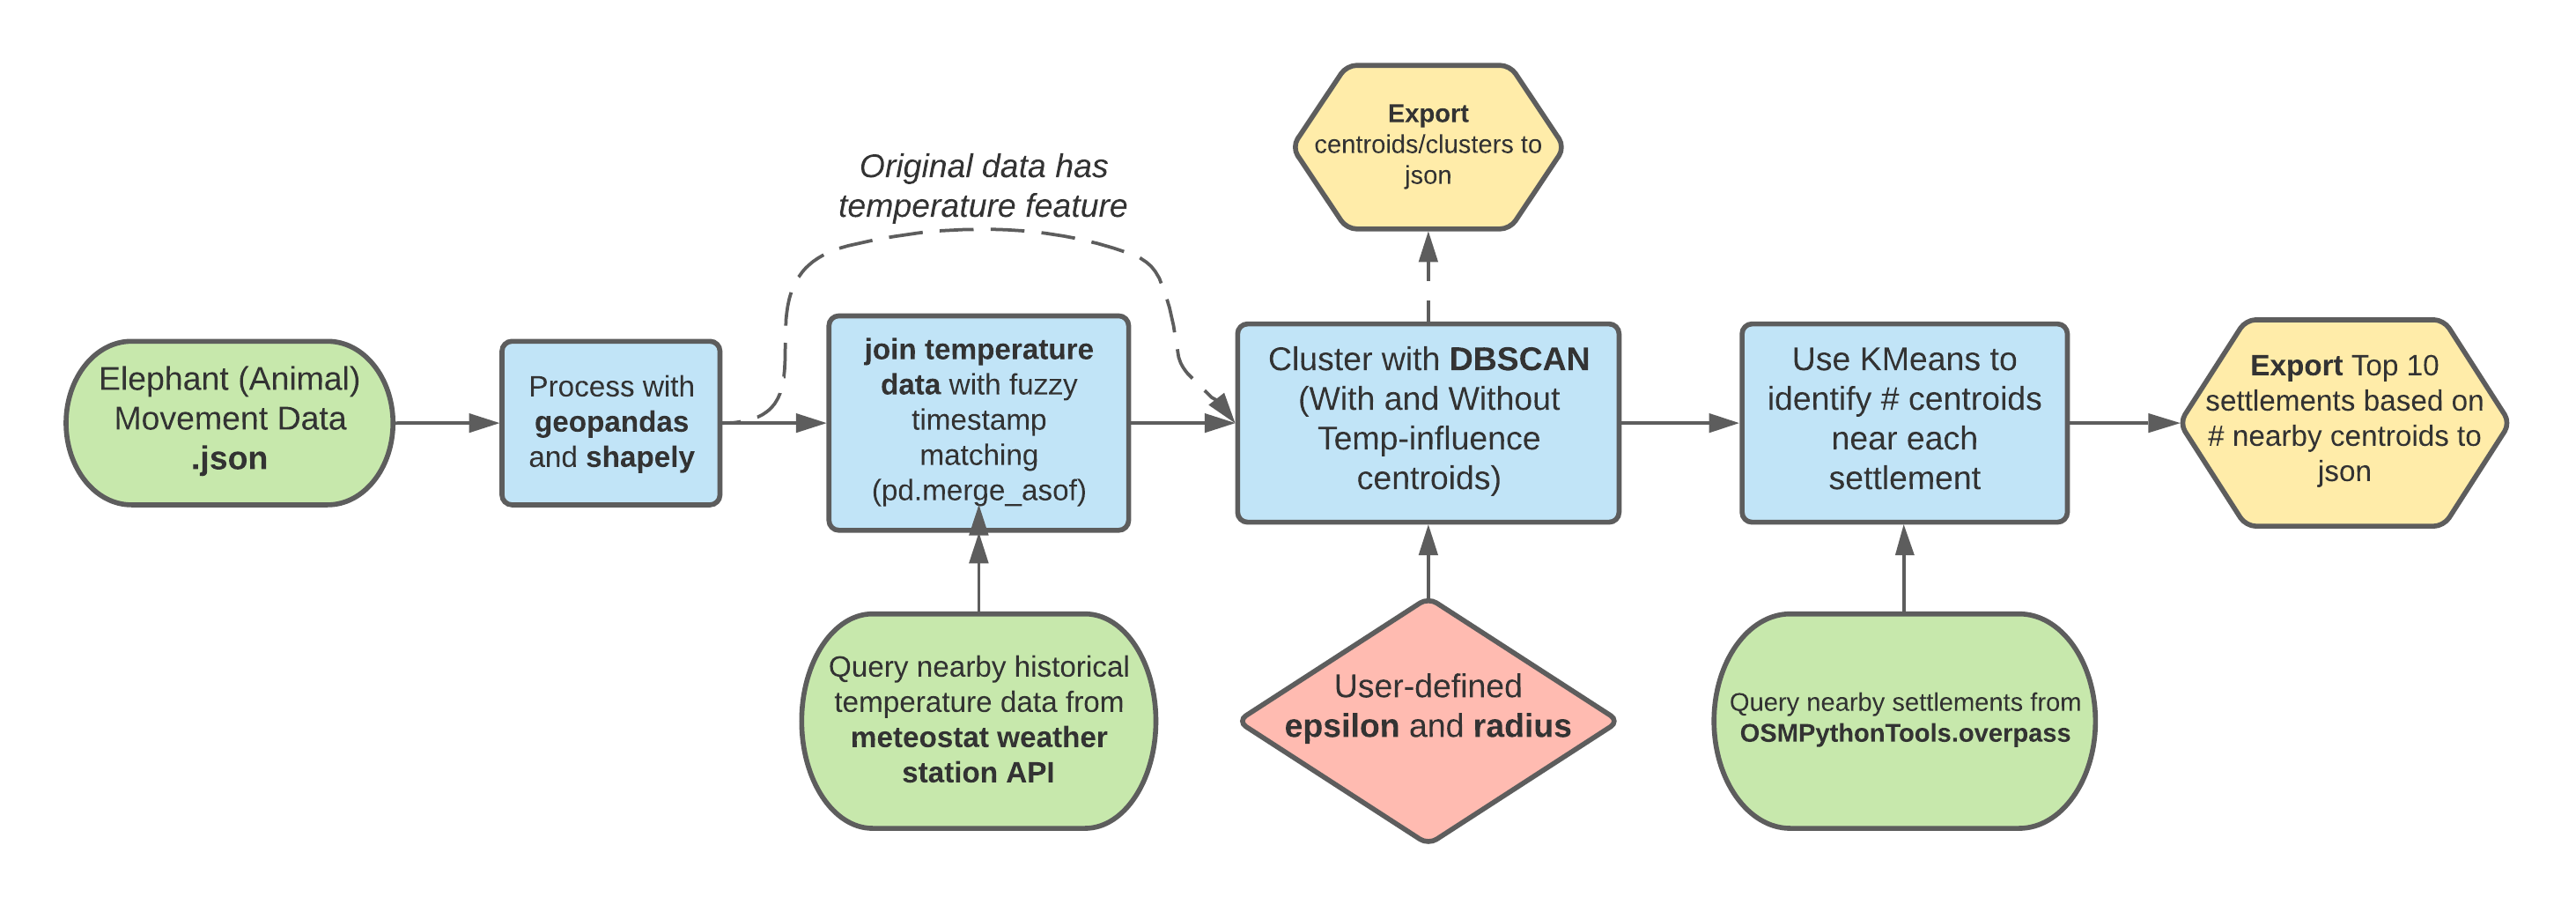 Export
centroids/clusters to
json
Original data has
temperature feature
Elephant (Animal)
Movement Data
.json
Process with
geopandas
and shapely
join temperature
data with fuzzy
timestamp
matching
(pd.merge_asof)
Cluster with DBSCAN
(With and Without
Temp-influence
centroids)
Use KMeans to
identify # centroids
near each
settlement
Export Top 10
settlements based on
# nearby centroids to
json
Query nearby historical
temperature data from
meteostat weather
station API
User-defined
epsilon and radius
Query nearby settlements from
OSMPythonTools.overpass